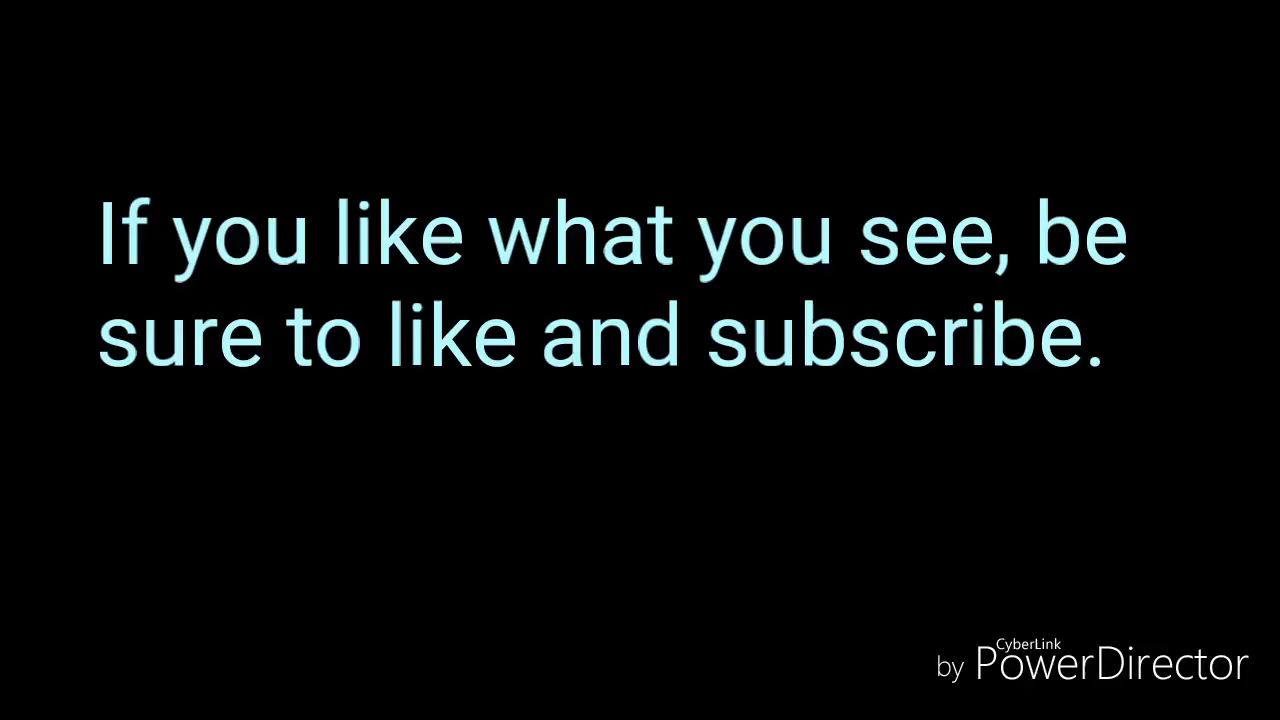 If you like what you see, be
sure to like and subscribe.
CyberLink
by PowerDirector